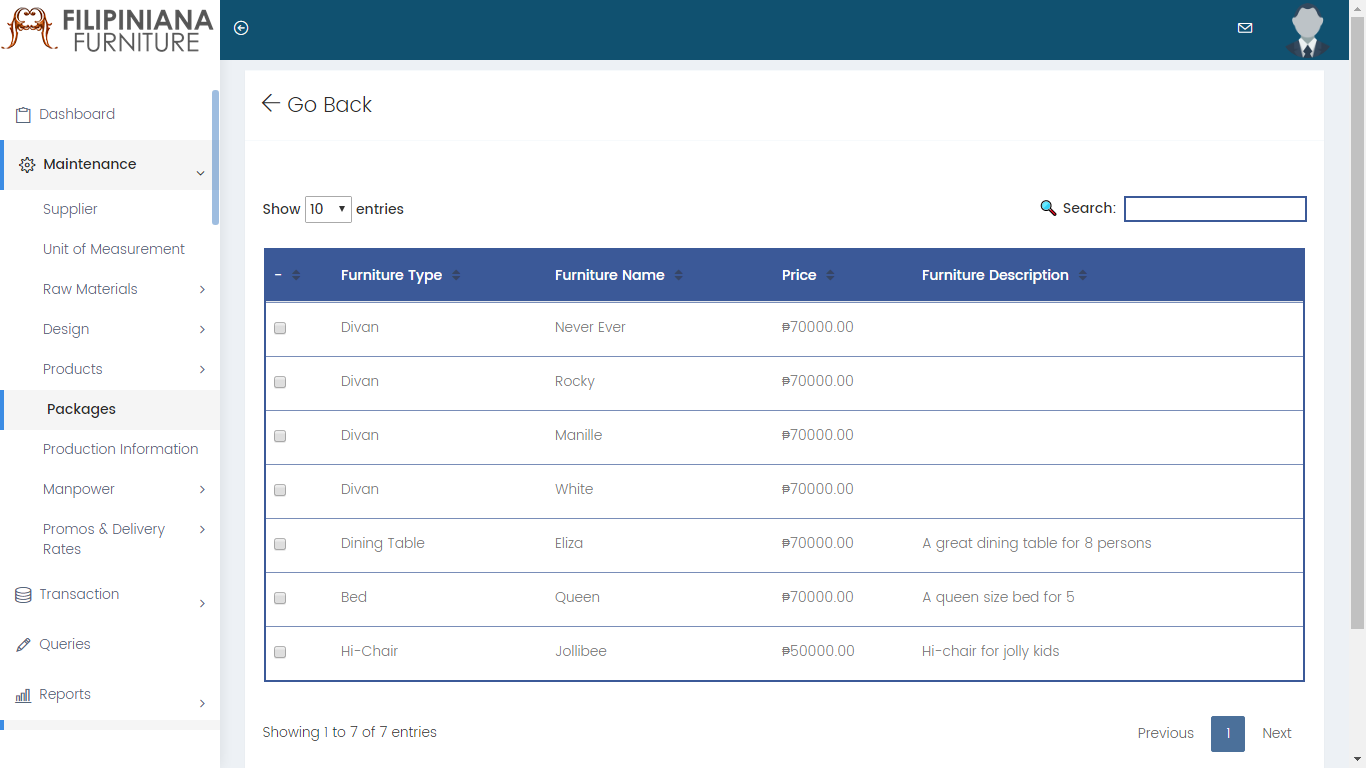 FILIPINIANA
FURNITURE
Dashboard
Maintenance
Supplier
Unit of Measurement
Raw Materials
Design
Products
Packages
Production Information
Manpower
Promos & Delivery
Rates
Transaction
Queries
Reports
Go Back
Show 10 entries
Search:
- Furniture Type Furniture Name Price Furniture Description
Divan Never Ever ₱70000.00
Divan Rocky ₱70000.00
Divan Manille ₱70000.00
Divan White ₱70000.00
Dining Table Eliza ₱70000.00 A great dining table for 8 persons
Bed Queen ₱70000.00 A queen size bed for 5
Hi-Chair Jollibee ₱50000.00 Hi-chair for jolly kids
Showing 1 to 7 of 7 entries
Previous 1 Next